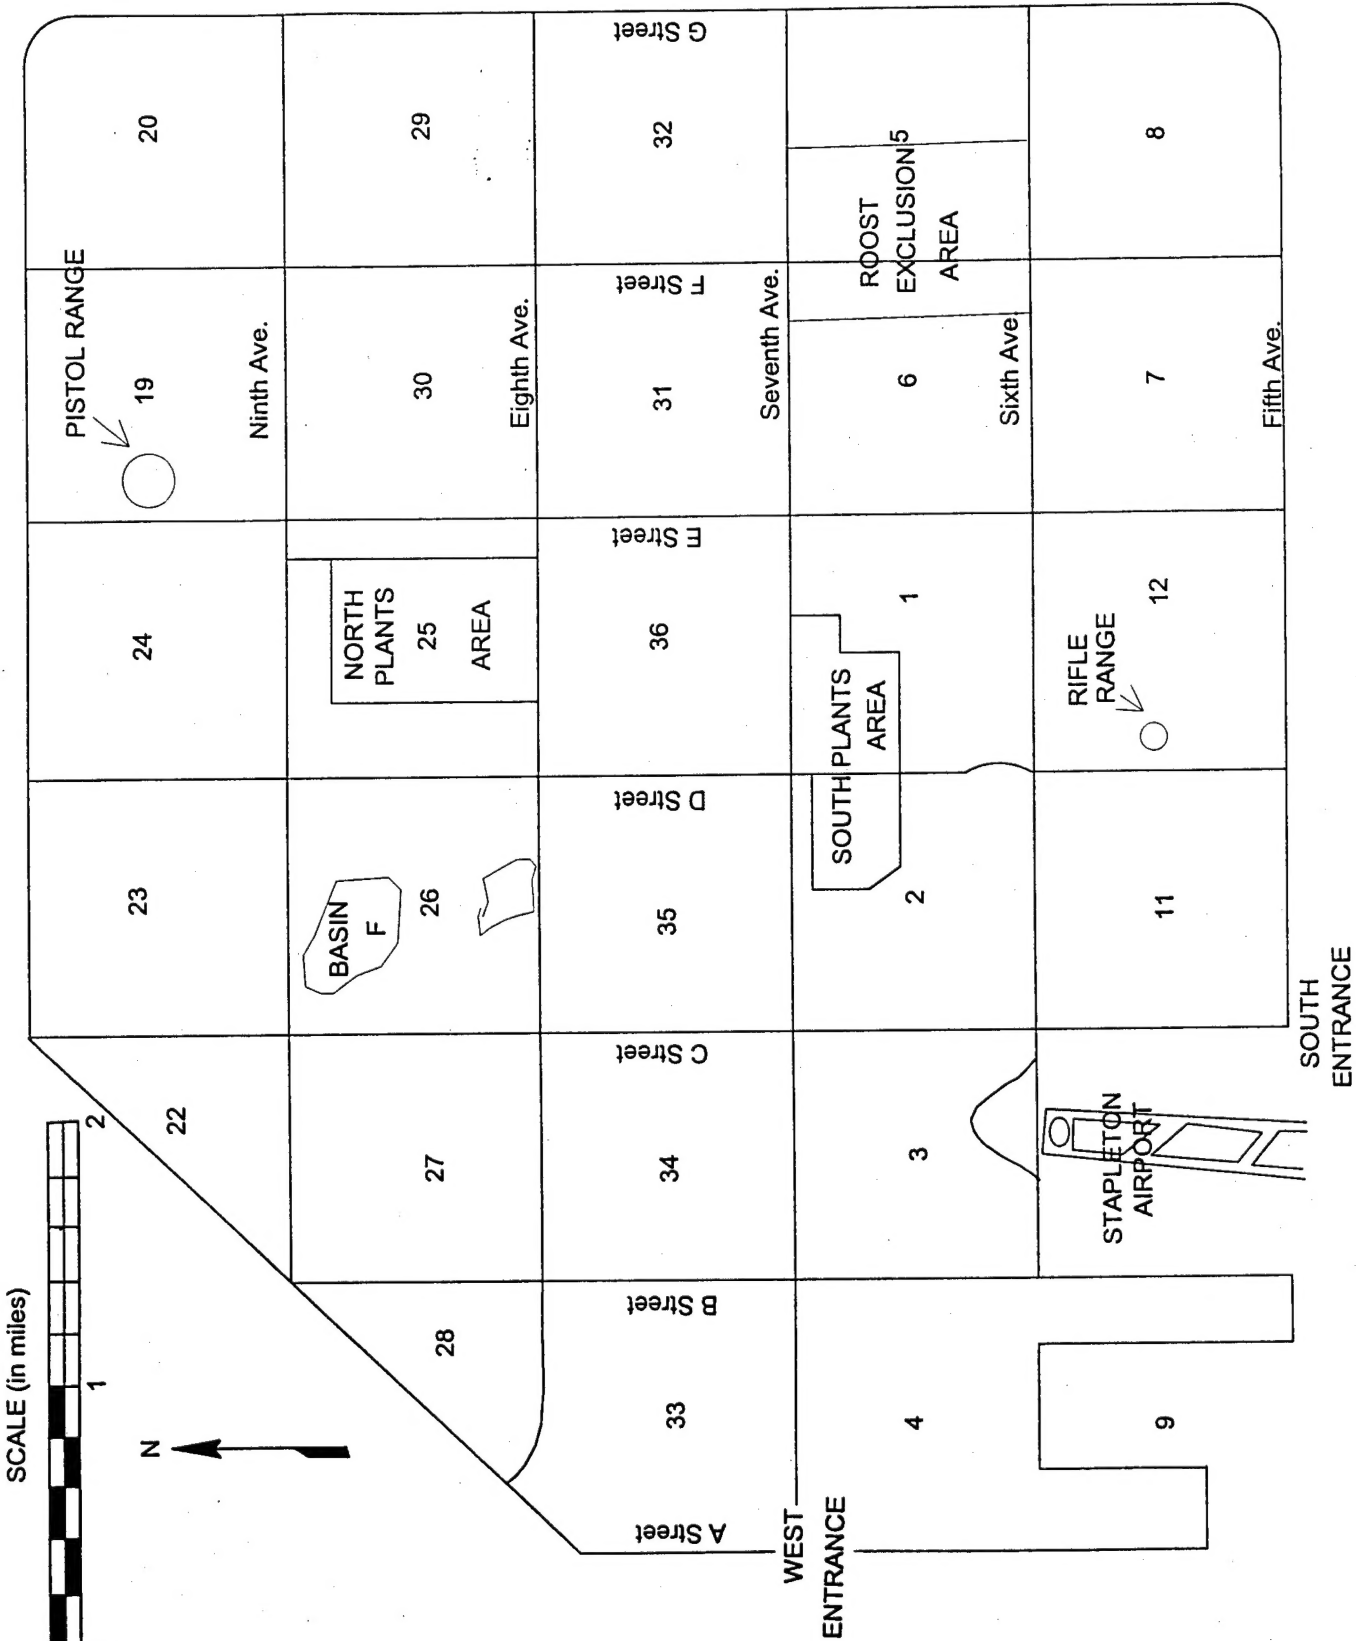 SCALE (in miles)
1
2
N
22
23
24
PISTOL RANGE
19
20
Ninth Ave.
28
27
BASIN
F
26
NORTH
PLANTS
25
AREA
30
29
Eighth Ave.
A Street
B Street
C Street
D Street
E Street
F Street
G Street
33
34
35
36
31
32
Seventh Ave.
WEST
ENTRANCE
4
3
2
SOUTH PLANTS
AREA
1
6
ROOST
EXCLUSION
AREA
5
Sixth Ave.
9
STAPLETON
AIRPORT
11
RIFLE
RANGE
12
7
8
Fifth Ave.
SOUTH
ENTRANCE